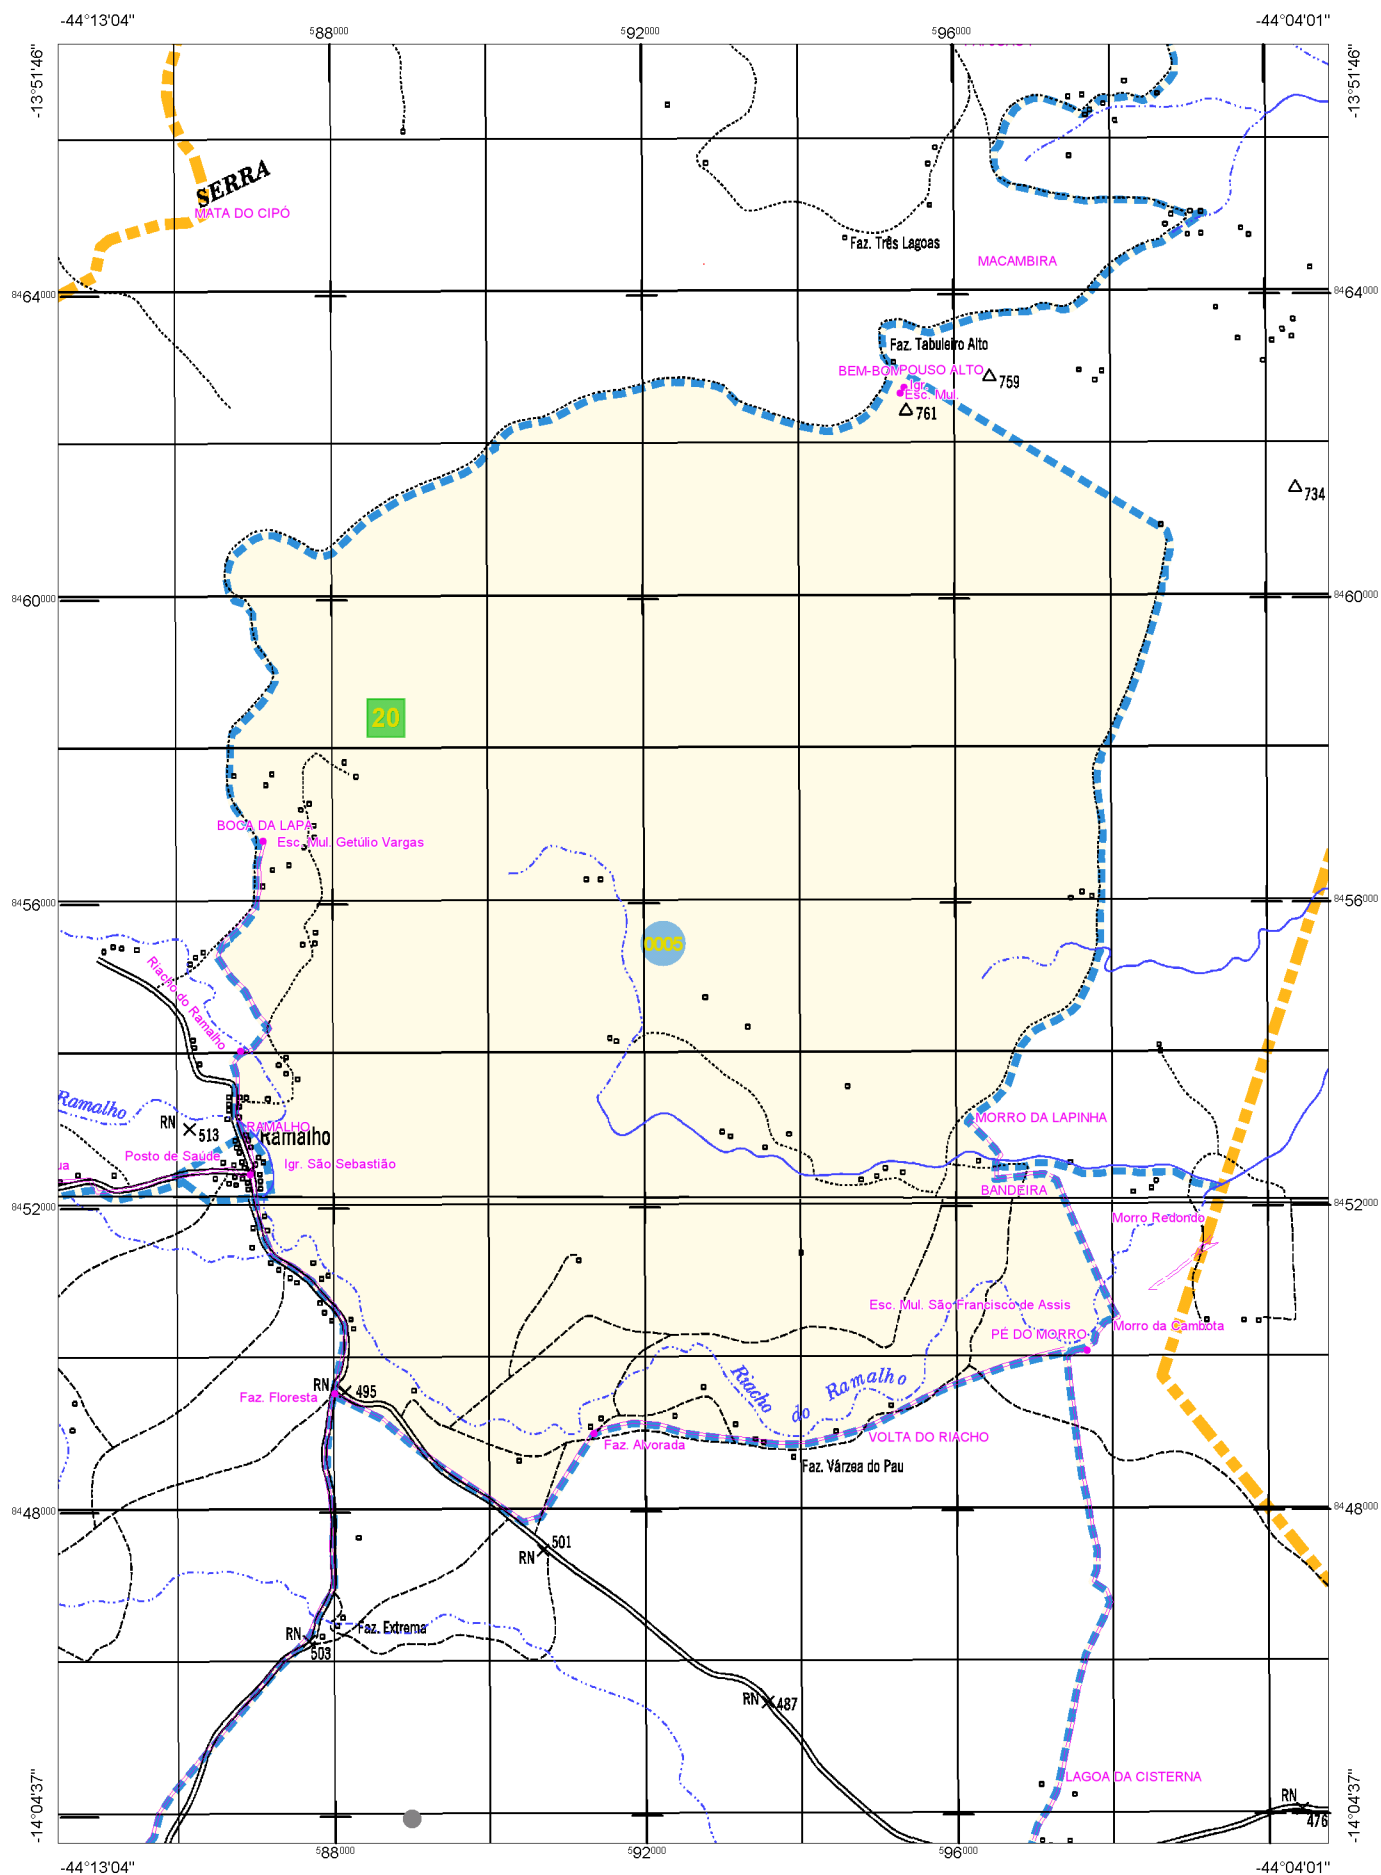 -44°13'04"
-44°04'01"
588000
592000
596000
-13°51'46"
-13°51'46"
SERRA
MATA DO CIPÓ
Faz. Três Lagoas
MACAMBIRA
8464000
8464000
Faz. Tabuleiro Alto
BEM-BOMPOUSO ALTO
759
Igr.
Esc. Mul.
761
734
8460000
8460000
20
BOCA DA LAPA
Esc. Mul. Getúlio Vargas
8456000
8456000
0005
Riacho do Ramalho
Ramalho
RN
513
RAMALHO
Ramalho
MORRO DA LAPINHA
Posto de Saúde
Igr. São Sebastião
ua
BANDEIRA
8452000
8452000
Morro Redondo
Esc. Mul. São Francisco de Assis
Morro da Cambota
PÉ DO MORRO
RN
495
Faz. Floresta
Riacho do Ramalho
Faz. Alvorada
VOLTA DO RIACHO
Faz. Várzea do Pau
8448000
8448000
501
RN
RN
503
Faz. Extrema
RN
487
LAGOA DA CISTERNA
RN
476
-14°04'37"
-14°04'37"
588000
592000
596000
-44°13'04"
-44°04'01"